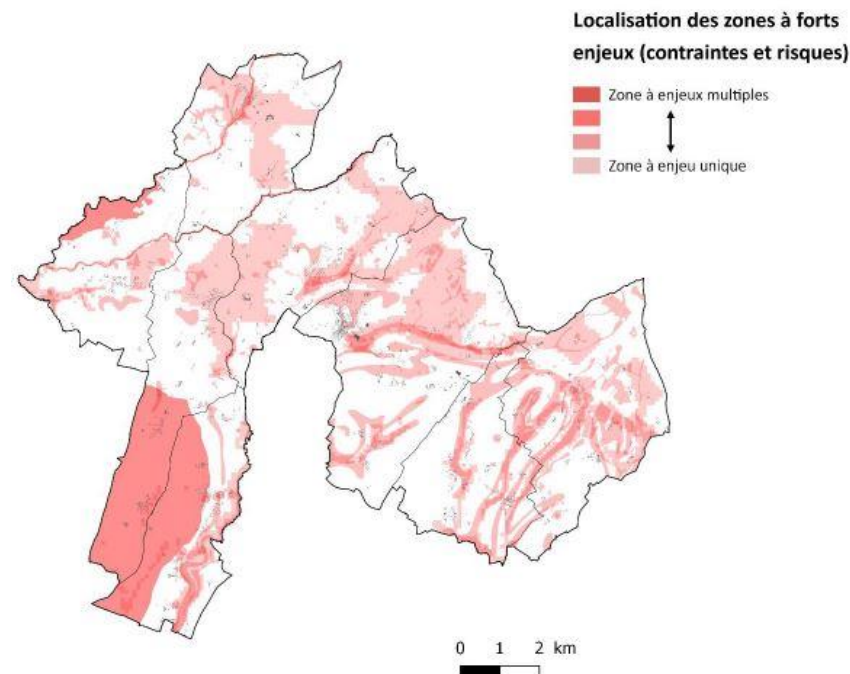 Localisation des zones à forts
enjeux (contraintes et risques)
Zone à enjeux multiples
Zone à enjeu unique
0 1 2 km